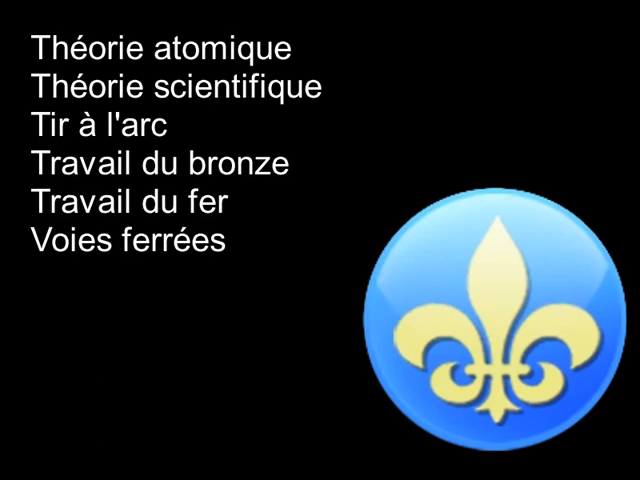 Théorie atomique
Théorie scientifique
Tir à l'arc
Travail du bronze
Travail du fer
Voies ferrées